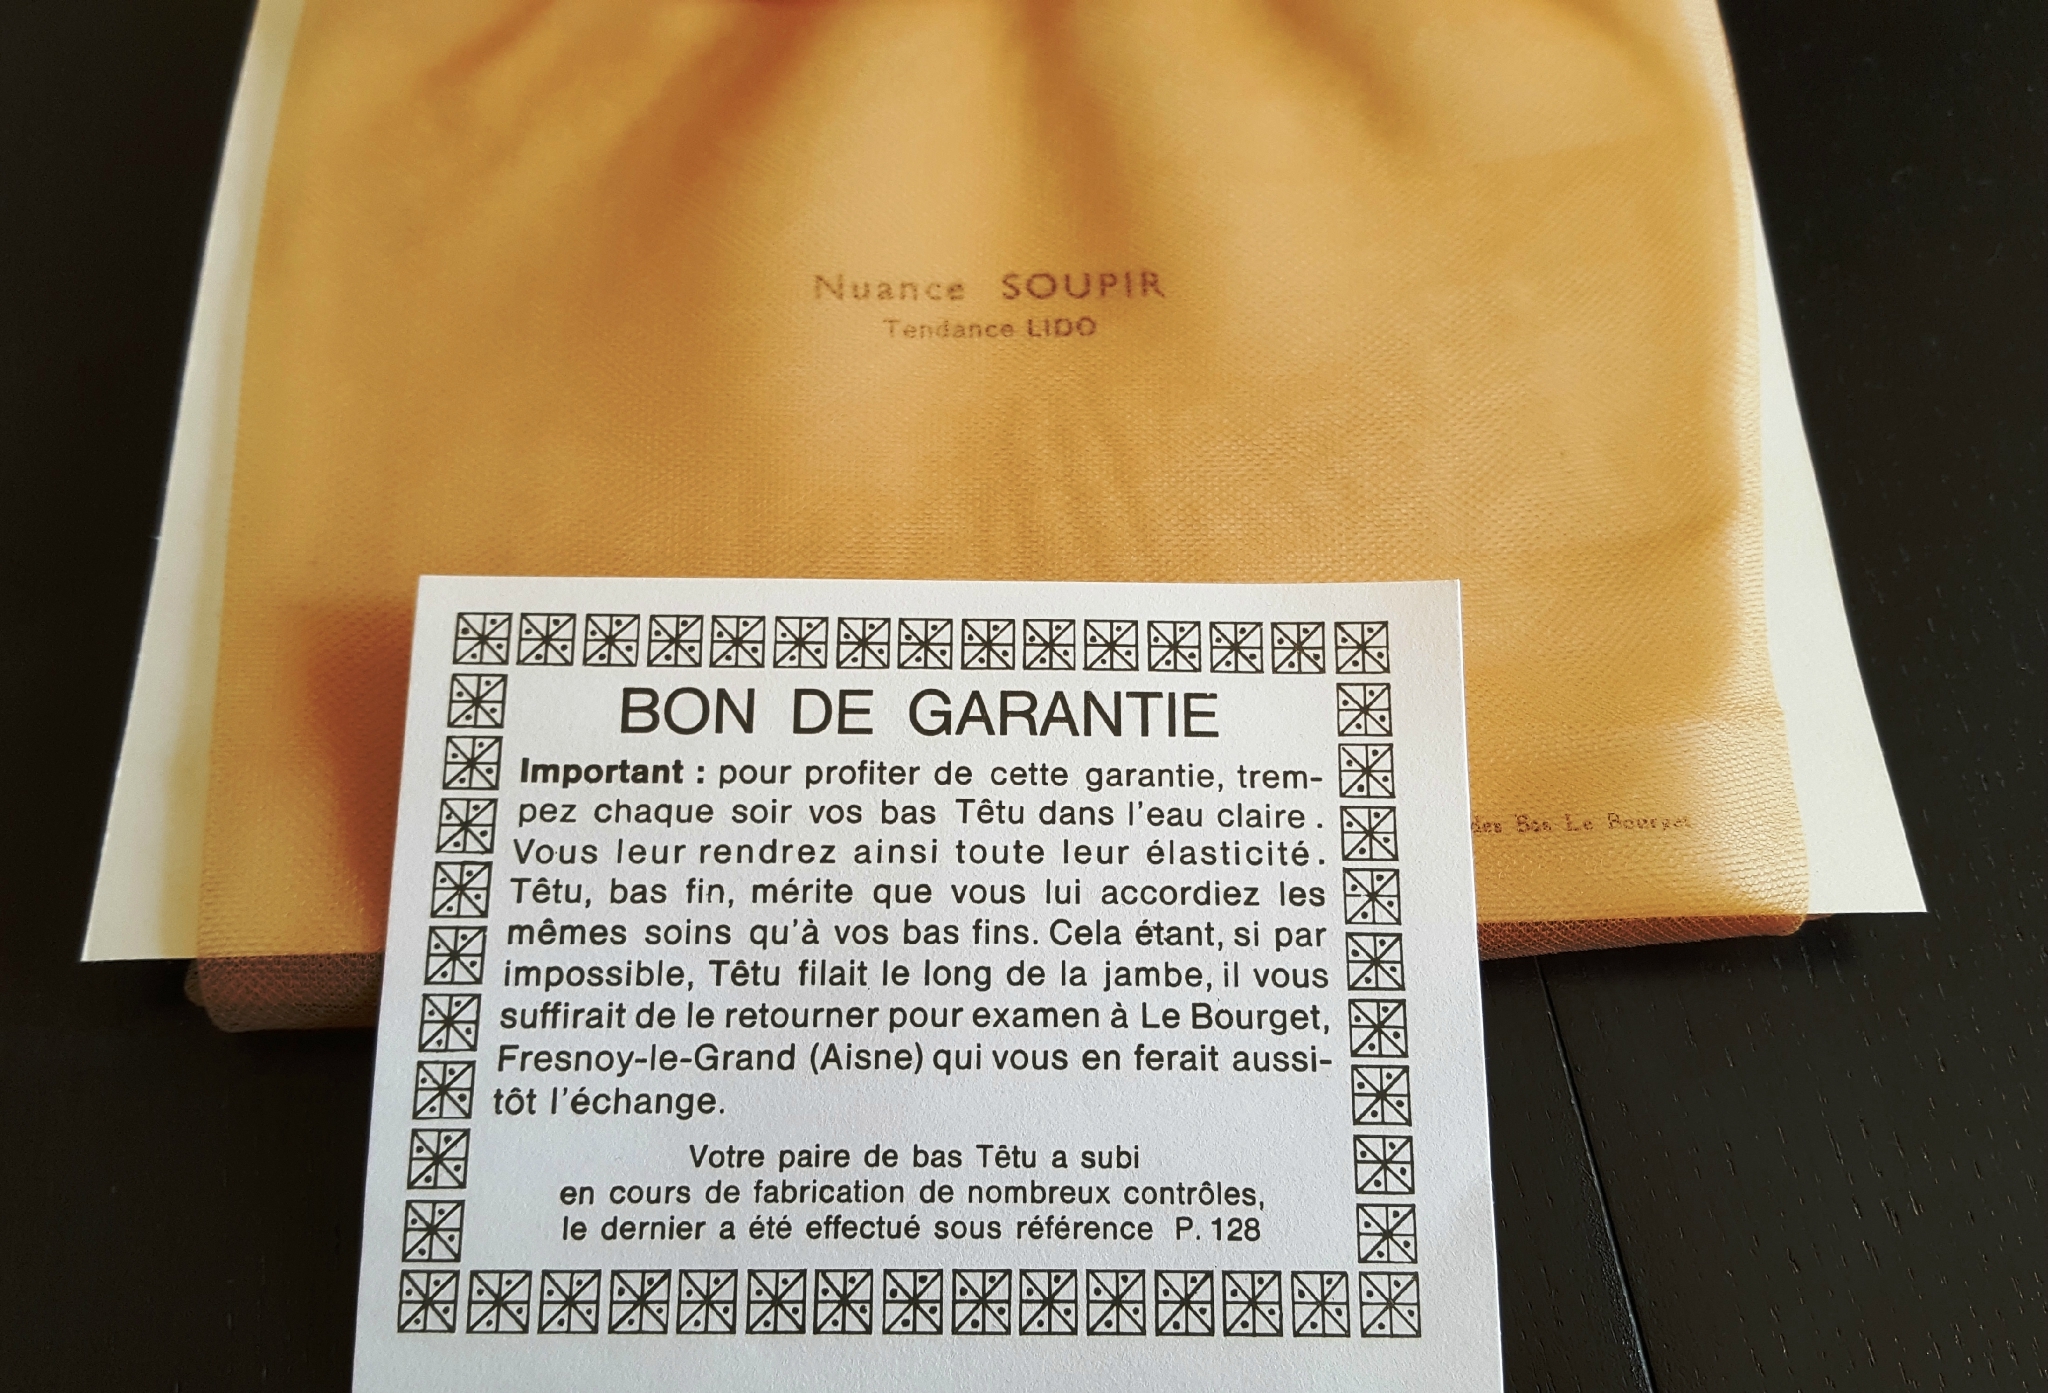 Nuance SOUPIR
Tendance LIDO
des Bas Le Bourget
BON DE GARANTIE
Important : pour profiter de cette garantie, trem-
pez chaque soir vos bas Têtu dans l'eau claire.
Vous leur rendrez ainsi toute leur élasticité.
Têtu, bas fin, mérite que vous lui accordiez les
mêmes soins qu'à vos bas fins. Cela étant, si par
impossible, Têtu filait le long de la jambe, il vous
suffirait de le retourner pour examen à Le Bourget,
Fresnoy-le-Grand (Aisne) qui vous en ferait aussi-
tôt l'échange.
Votre paire de bas Têtu a subi
en cours de fabrication de nombreux contrôles,
le dernier a été effectué sous référence P. 128